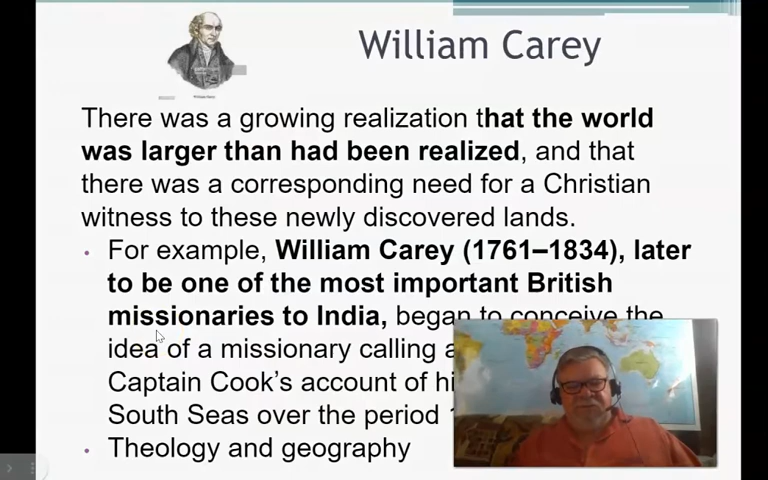 William Carey
There was a growing realization that the world
was larger than had been realized, and that
there was a corresponding need for a Christian
witness to these newly discovered lands.
• For example, William Carey (1761–1834), later
to be one of the most important British
missionaries to India, began to conceive the
idea of a missionary calling
Captain Cook's account of
South Seas over the period
• Theology and geography